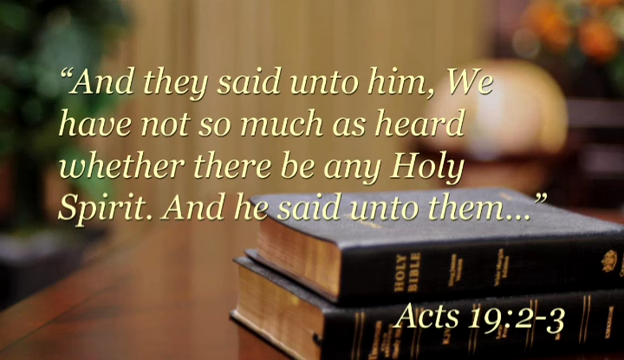 “And they said unto him, We
have not so much as heard
whether there be any Holy
Spirit. And he said unto them...”
HOLY
BIBLE
Acts 19:2-3